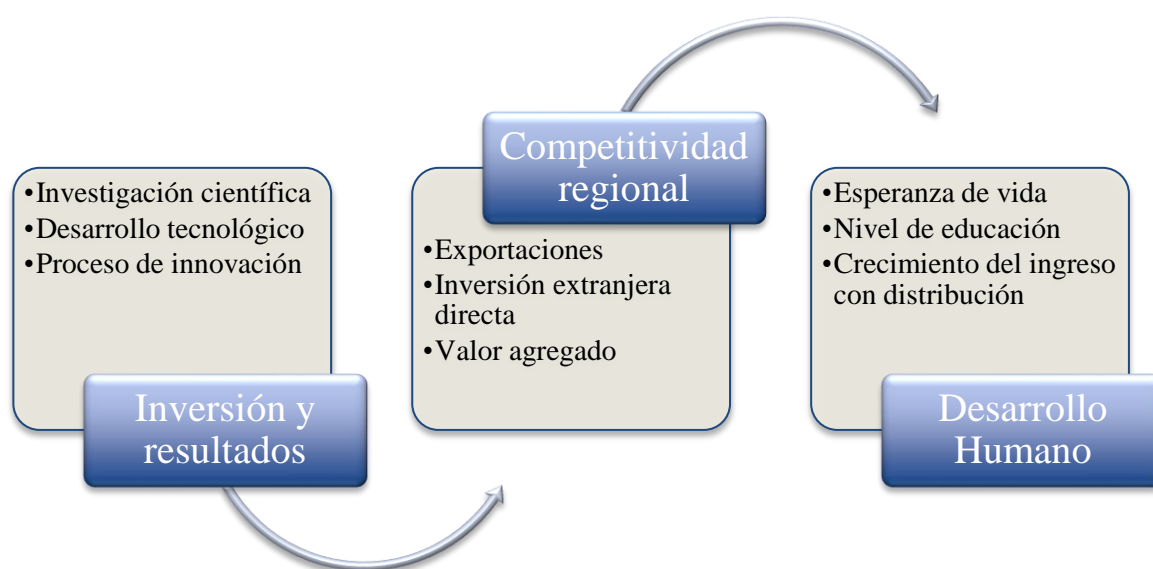 •Investigación científica
•Desarrollo tecnológico
•Proceso de innovación
Inversión y
resultados
Competitividad
regional
•Exportaciones
•Inversión extranjera
directa
•Valor agregado
•Esperanza de vida
•Nivel de educación
•Crecimiento del ingreso
con distribución
Desarrollo
Humano